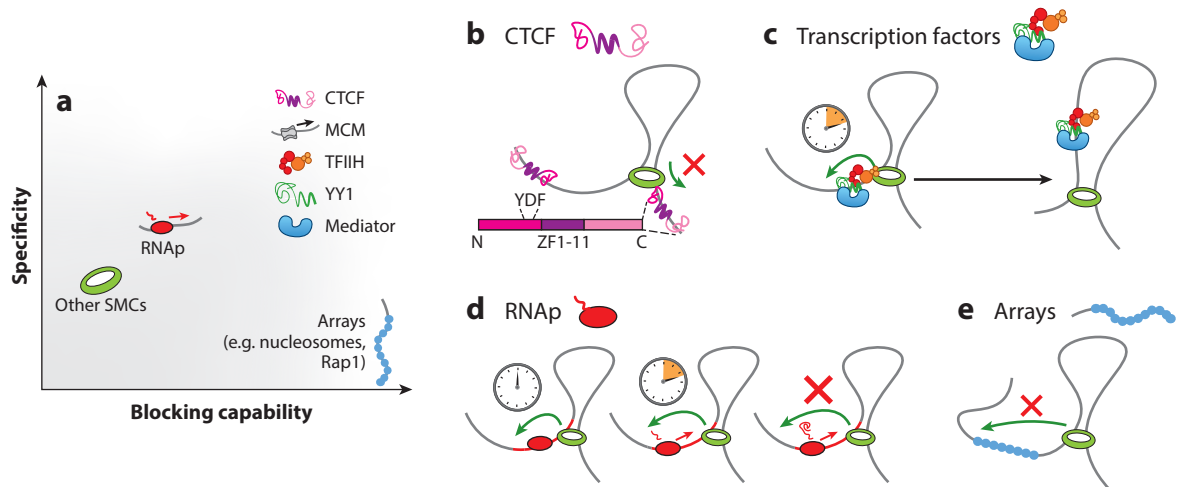 a
Specificity
Blocking capability
CTCF
MCM
TFIIH
YY1
Mediator
RNAp
Other SMCs
Arrays
(e.g. nucleosomes,
Rap1)
b CTCF
YDF
N ZF1-11 C
c Transcription factors
d RNAp
e Arrays